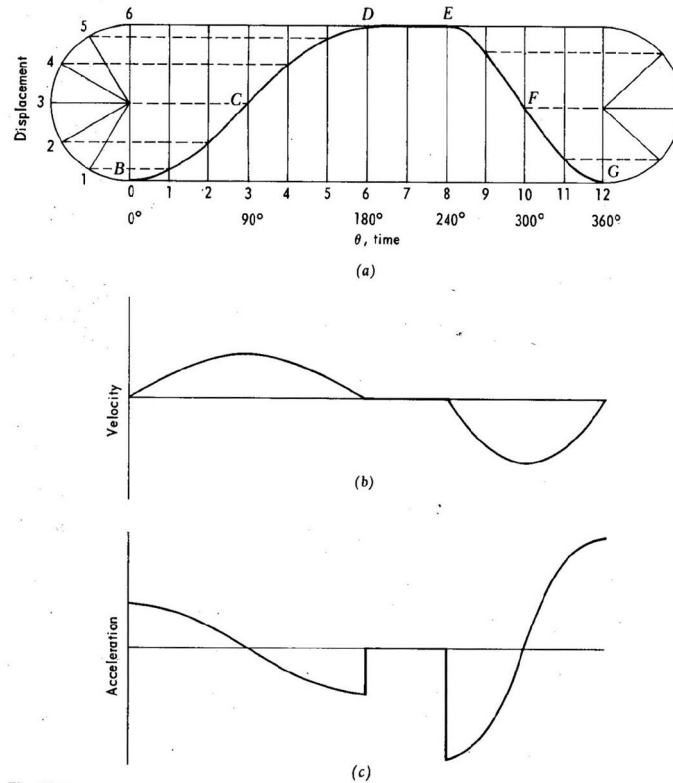 6 D E
5
4
3 C F
2
1 B G
Displacement
0 1 2 3 4 5 6 7 8 9 10 11 12
0° 90° 180° 240° 300° 360°
θ, time
(a)
Velocity
(b)
Acceleration
(c)